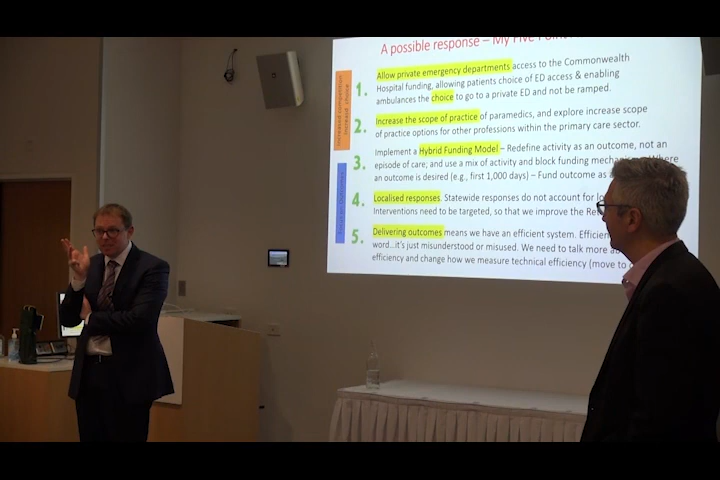 A possible response – My Five Point
Increased competition
Increase choice
1. Allow private emergency departments access to the Commonwealth
Hospital funding, allowing patients choice of ED access & enabling
ambulances the choice to go to a private ED and not be ramped.
2. Increase the scope of practice of paramedics, and explore increase scope
of practice options for other professions within the primary care sector.
3. Implement a Hybrid Funding Model – Redefine activity as an outcome, not an
episode of care; and use a mix of activity and block funding Where
an outcome is desired (e.g., first 1,000 days) – Fund outcome as
4. Localised responses. Statewide responses do not account for
Interventions need to be targeted, so that we improve the
5. Delivering outcomes means we have an efficient system.
word...it's just misunderstood or misused. We need to talk more
efficiency and change how we measure technical efficiency (move to